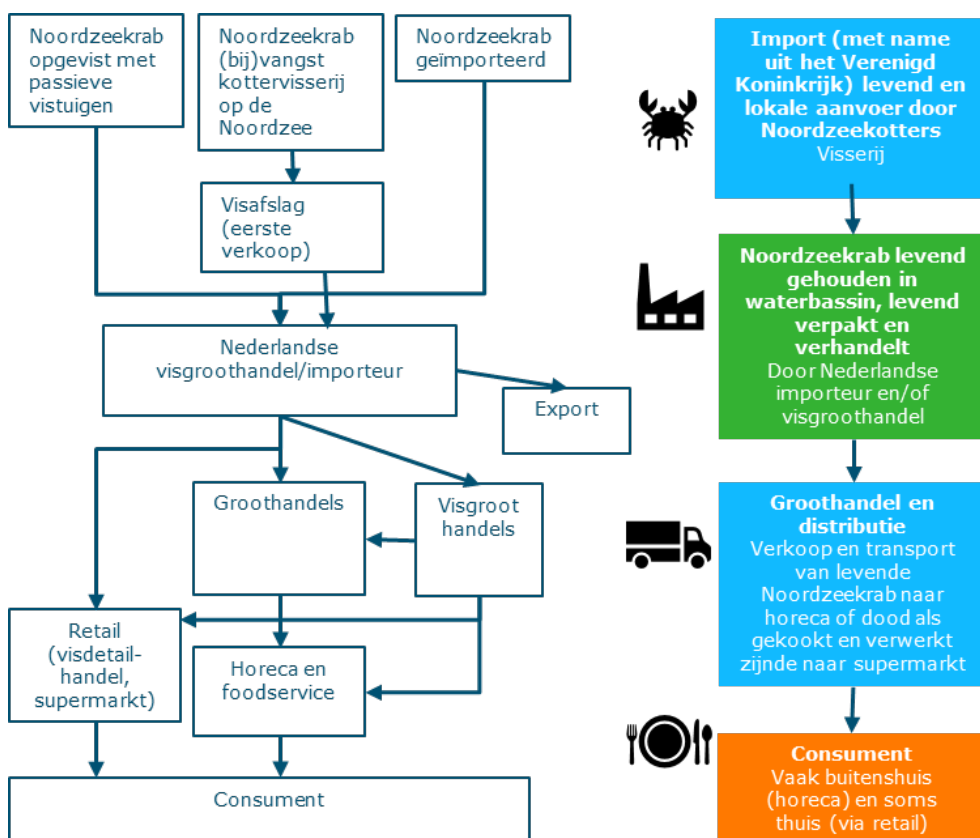 Noordzeekrab
opgevist met
passieve
vistuigen
Noordzeekrab
(bij)vangst
kottervisserij
op de
Noordzee
Noordzeekrab
geïmporteerd
Visafslag
(eerste
verkoop)
Nederlandse
visgroothandel/importeur
Export
Groothandels
Visgroot
handels
Retail
(visdetail-
handel,
supermarkt)
Horeca en
foodservice
Consument
Import (met name
uit het Verenigd
Koninkrijk) levend en
lokale aanvoer door
Noordzeekotters
Visserij
Noordzeekrab levend
gehouden in
waterbassin, levend
verpakt en
verhandelt
Door Nederlandse
importeur en/of
visgroothandel
Groothandel en
distributie
Verkoop en transport
van levende
Noordzeekrab naar
horeca of dood als
gekookt en verwerkt
zijnde naar supermarkt
Consument
Vaak buitenshuis
(horeca) en soms
thuis (via retail)